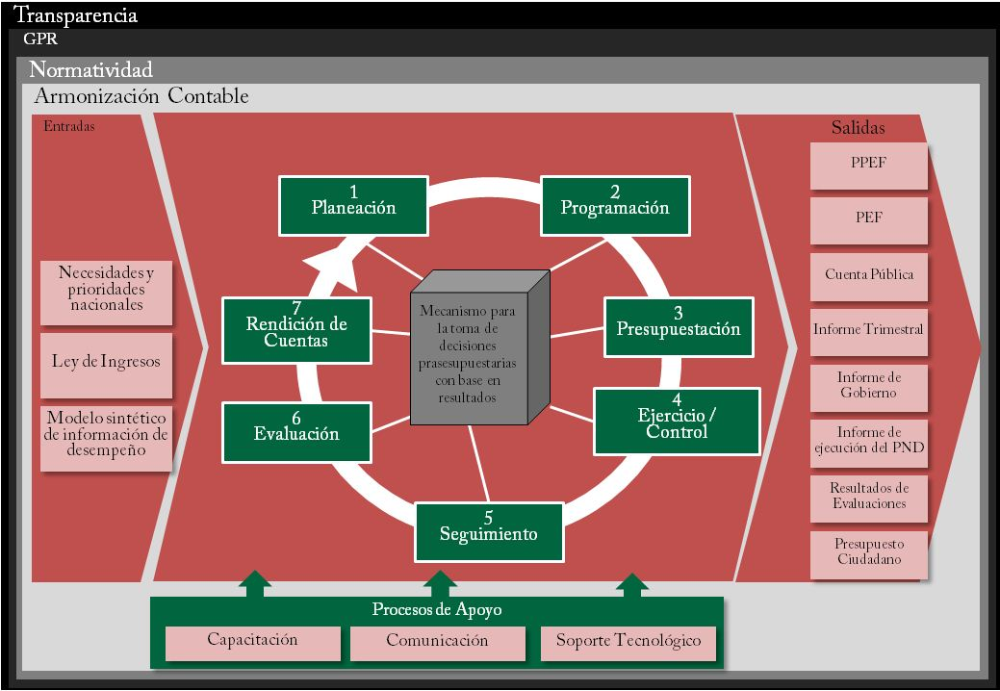 Transparencia
GPR
Normatividad
Armonización Contable
Entradas
Necesidades y
prioridades
nacionales
Ley de Ingresos
Modelo sintético
de información de
desempeño
1
Planeación
2
Programación
3
Presupuestación
4
Ejercicio /
Control
5
Seguimiento
6
Evaluación
7
Rendición de
Cuentas
Mecanismo para
la toma de
decisiones
prasesupuestarias
con base en
resultados
Salidas
PPEF
PEF
Cuenta Pública
Informe Trimestral
Informe de
Gobierno
Informe de
ejecución del PND
Resultados de
Evaluaciones
Presupuesto
Ciudadano
Procesos de Apoyo
Capacitación
Comunicación
Soporte Tecnológico